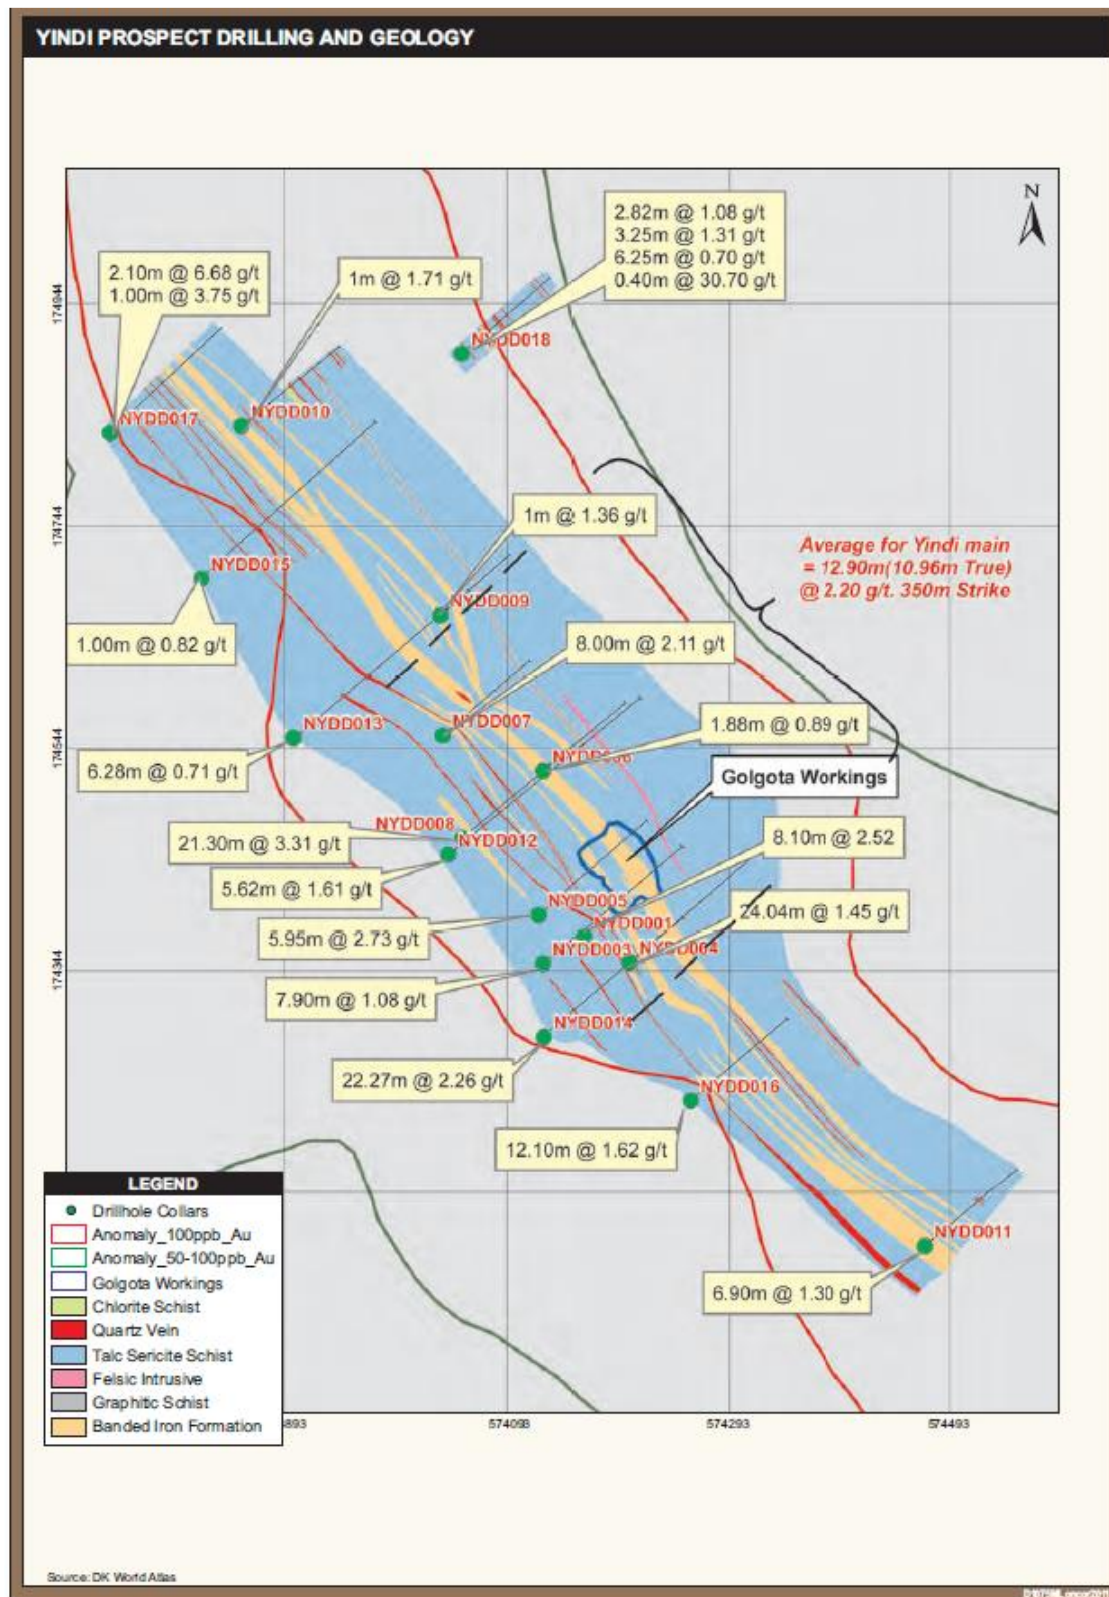 YINDI PROSPECT DRILLING AND GEOLOGY
N
2.82m @ 1.08 g/t
3.25m @ 1.31 g/t
6.25m @ 0.70 g/t
0.40m @ 30.70 g/t
2.10m @ 6.68 g/t
1.00m @ 3.75 g/t
1m @ 1.71 g/t
174944
NYDD018
NYDD017
NYDD010
1m @ 1.36 g/t
174744
Average for Yindi main
= 12.90m(10.96m True)
@ 2.20 g/t. 350m Strike
NYDD015
NYDD009
1.00m @ 0.82 g/t
8.00m @ 2.11 g/t
NYDD013
NYDD007
1.88m @ 0.89 g/t
174544
6.28m @ 0.71 g/t
Golgota Workings
NYDD008
NYDD012
21.30m @ 3.31 g/t
8.10m @ 2.52
5.62m @ 1.61 g/t
NYDD005
24.04m @ 1.45 g/t
NYDD001
5.95m @ 2.73 g/t
NYDD003
NYDD004
174344
7.90m @ 1.08 g/t
NYDD014
22.27m @ 2.26 g/t
NYDD016
12.10m @ 1.62 g/t
NYDD011
6.90m @ 1.30 g/t
LEGEND
Drillhole Collars
Anomaly_100ppb_Au
Anomaly_50-100ppb_Au
Golgota Workings
Chlorite Schist
Quartz Vein
Talc Sericite Schist
Felsic Intrusive
Graphitic Schist
Banded Iron Formation
893
574098
574293
574493
Source: DK World Atlas